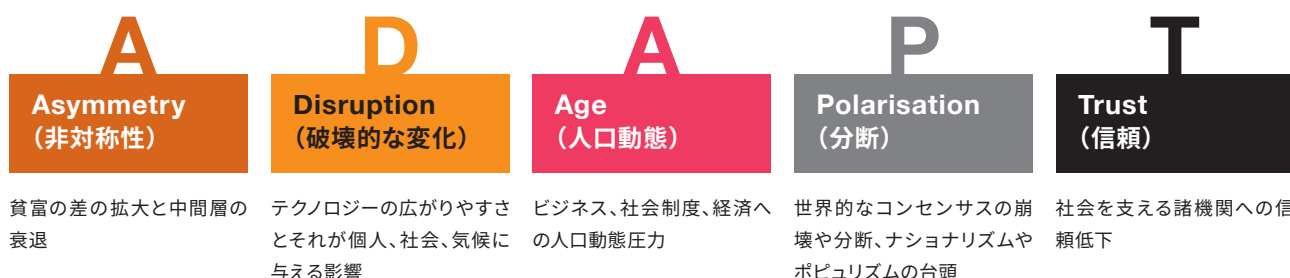 A
Asymmetry
（非対称性）
貧富の差の拡大と中間層の
衰退
D
Disruption
（破壊的な変化）
テクノロジーの広がりやすさ
とそれが個人、社会、気候に
与える影響
A
Age
（人口動態）
ビジネス、社会制度、経済へ
の人口動態圧力
P
Polarisation
（分断）
世界的なコンセンサスの崩
壊や分断、ナショナリズムや
ポピュリズムの台頭
T
Trust
（信頼）
社会を支える諸機関への信
頼低下